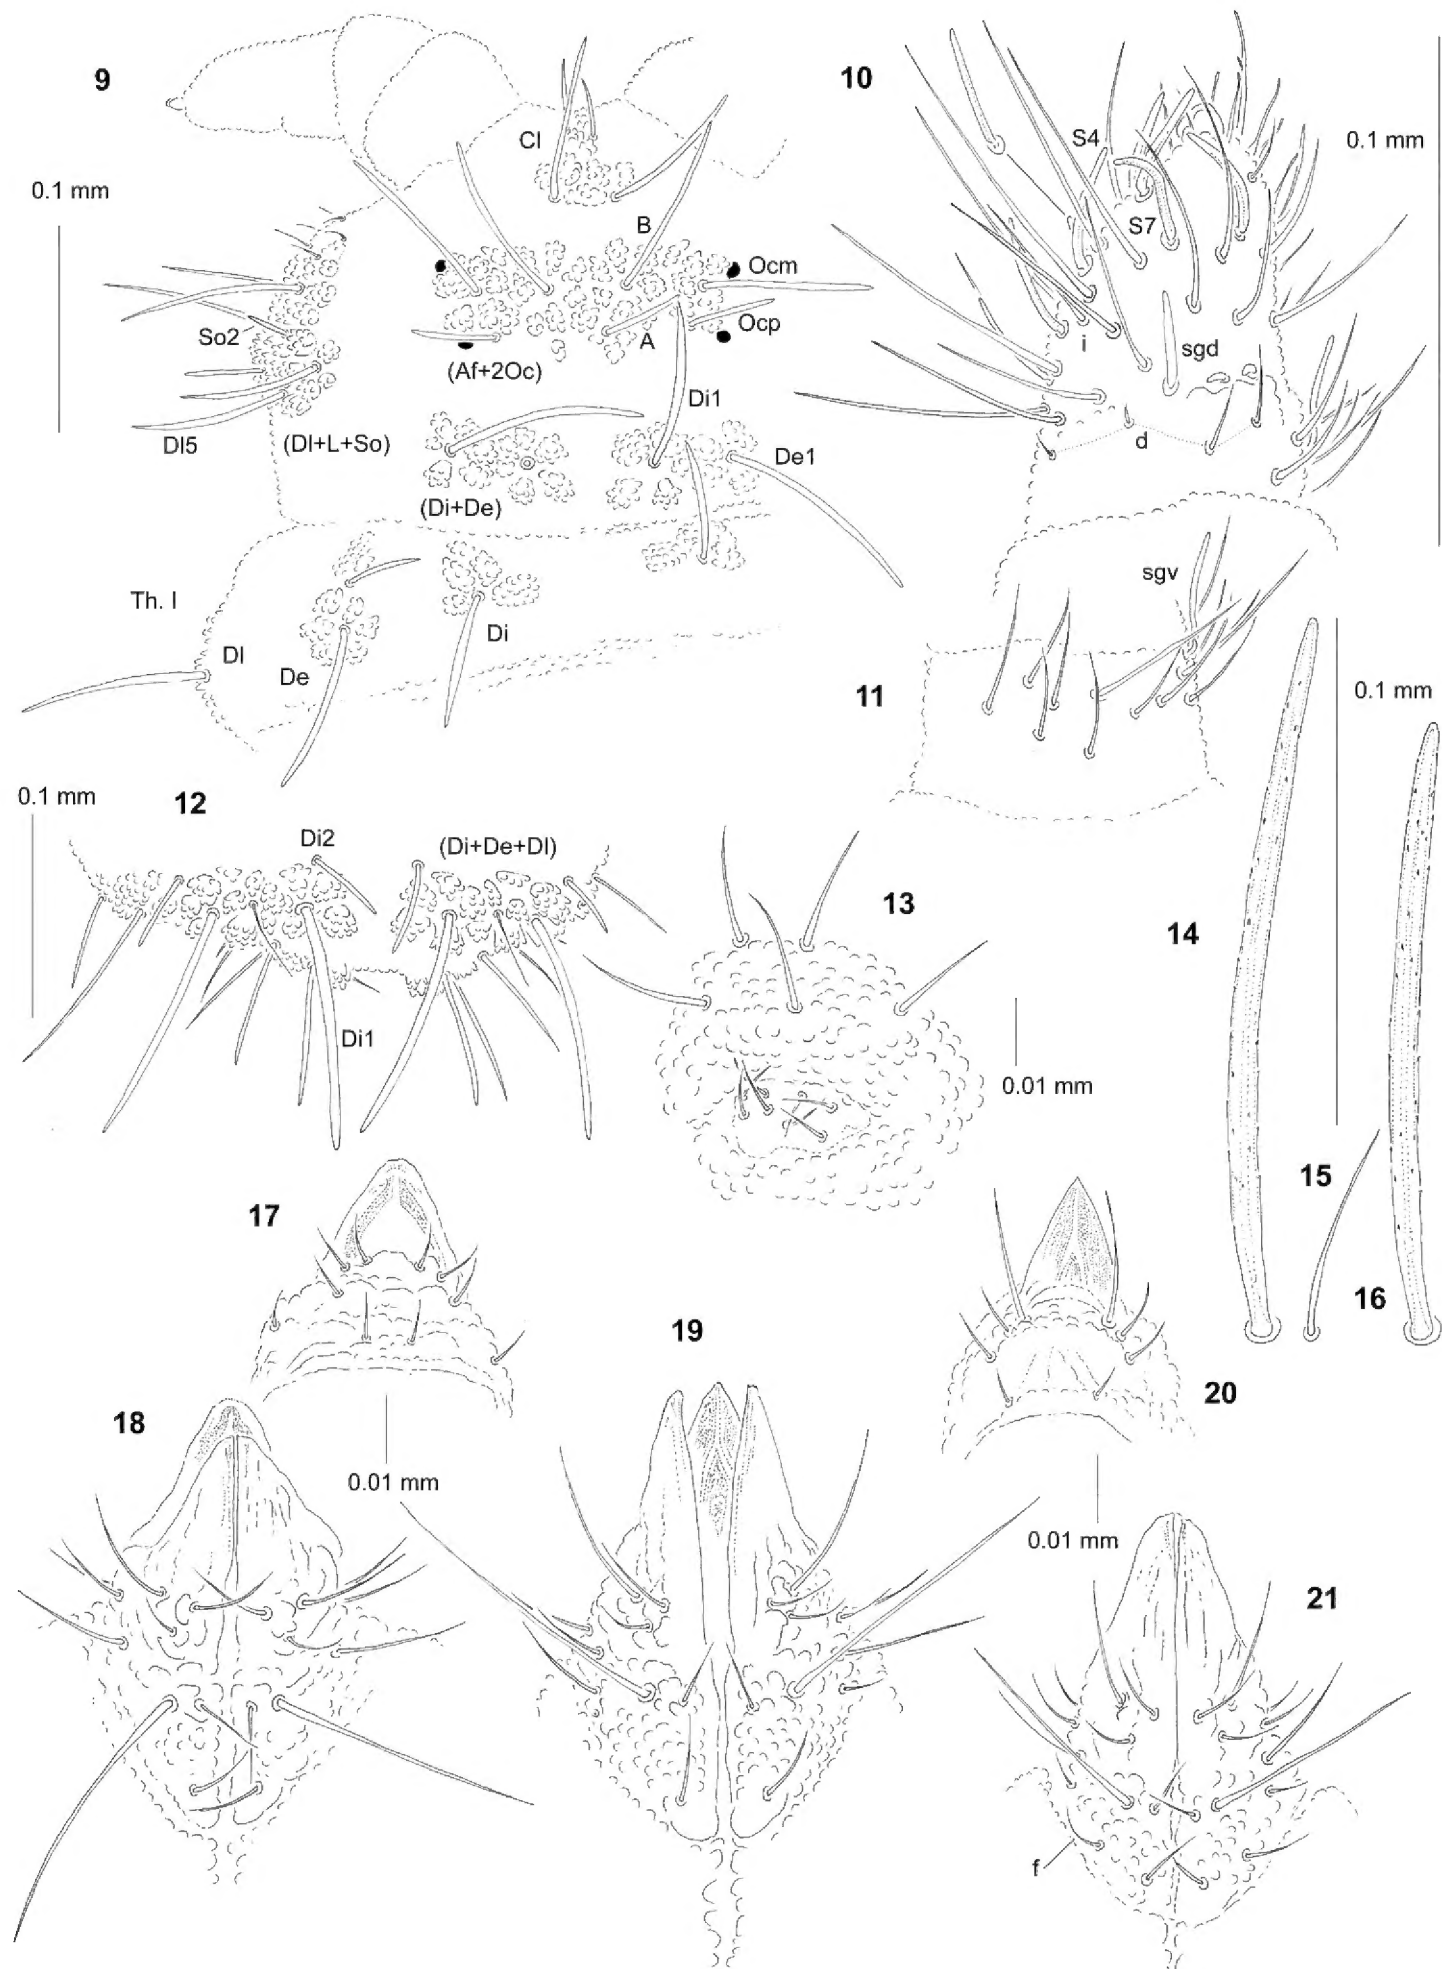 9
10
Cl
S4
0.1 mm
0.1 mm
B
S7
Ocm
So2
Ocp
A
i
sgd
(Af+2Oc)
Di1
Dl5
(Dl+L+So)
De1
d
(Di+De)
sgv
Th. I
Di
Dl
De
11
0.1 mm
0.1 mm
12
Di2
(Di+De+Dl)
13
14
Di1
0.01 mm
15
17
16
19
20
18
0.01 mm
0.01 mm
21
f